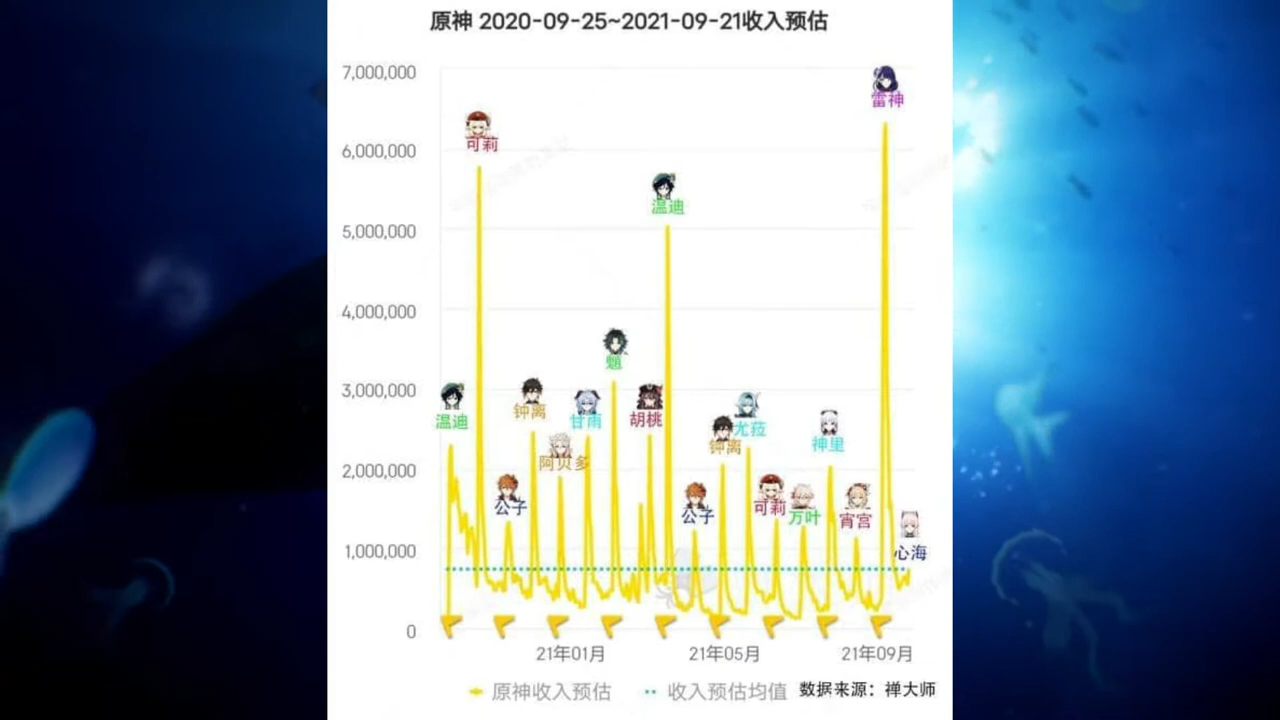 原神 2020-09-25~2021-09-21收入预估
7,000,000
6,000,000
5,000,000
4,000,000
3,000,000
2,000,000
1,000,000
0
雷神
可莉
温迪
魈
温迪
钟离
甘雨
胡桃
阿贝多
公子
钟离
尤菈
公子
可莉
万叶
神里
宵宫
心海
21年01月
21年05月
21年09月
原神收入预估
收入预估均值
数据来源：禅大师